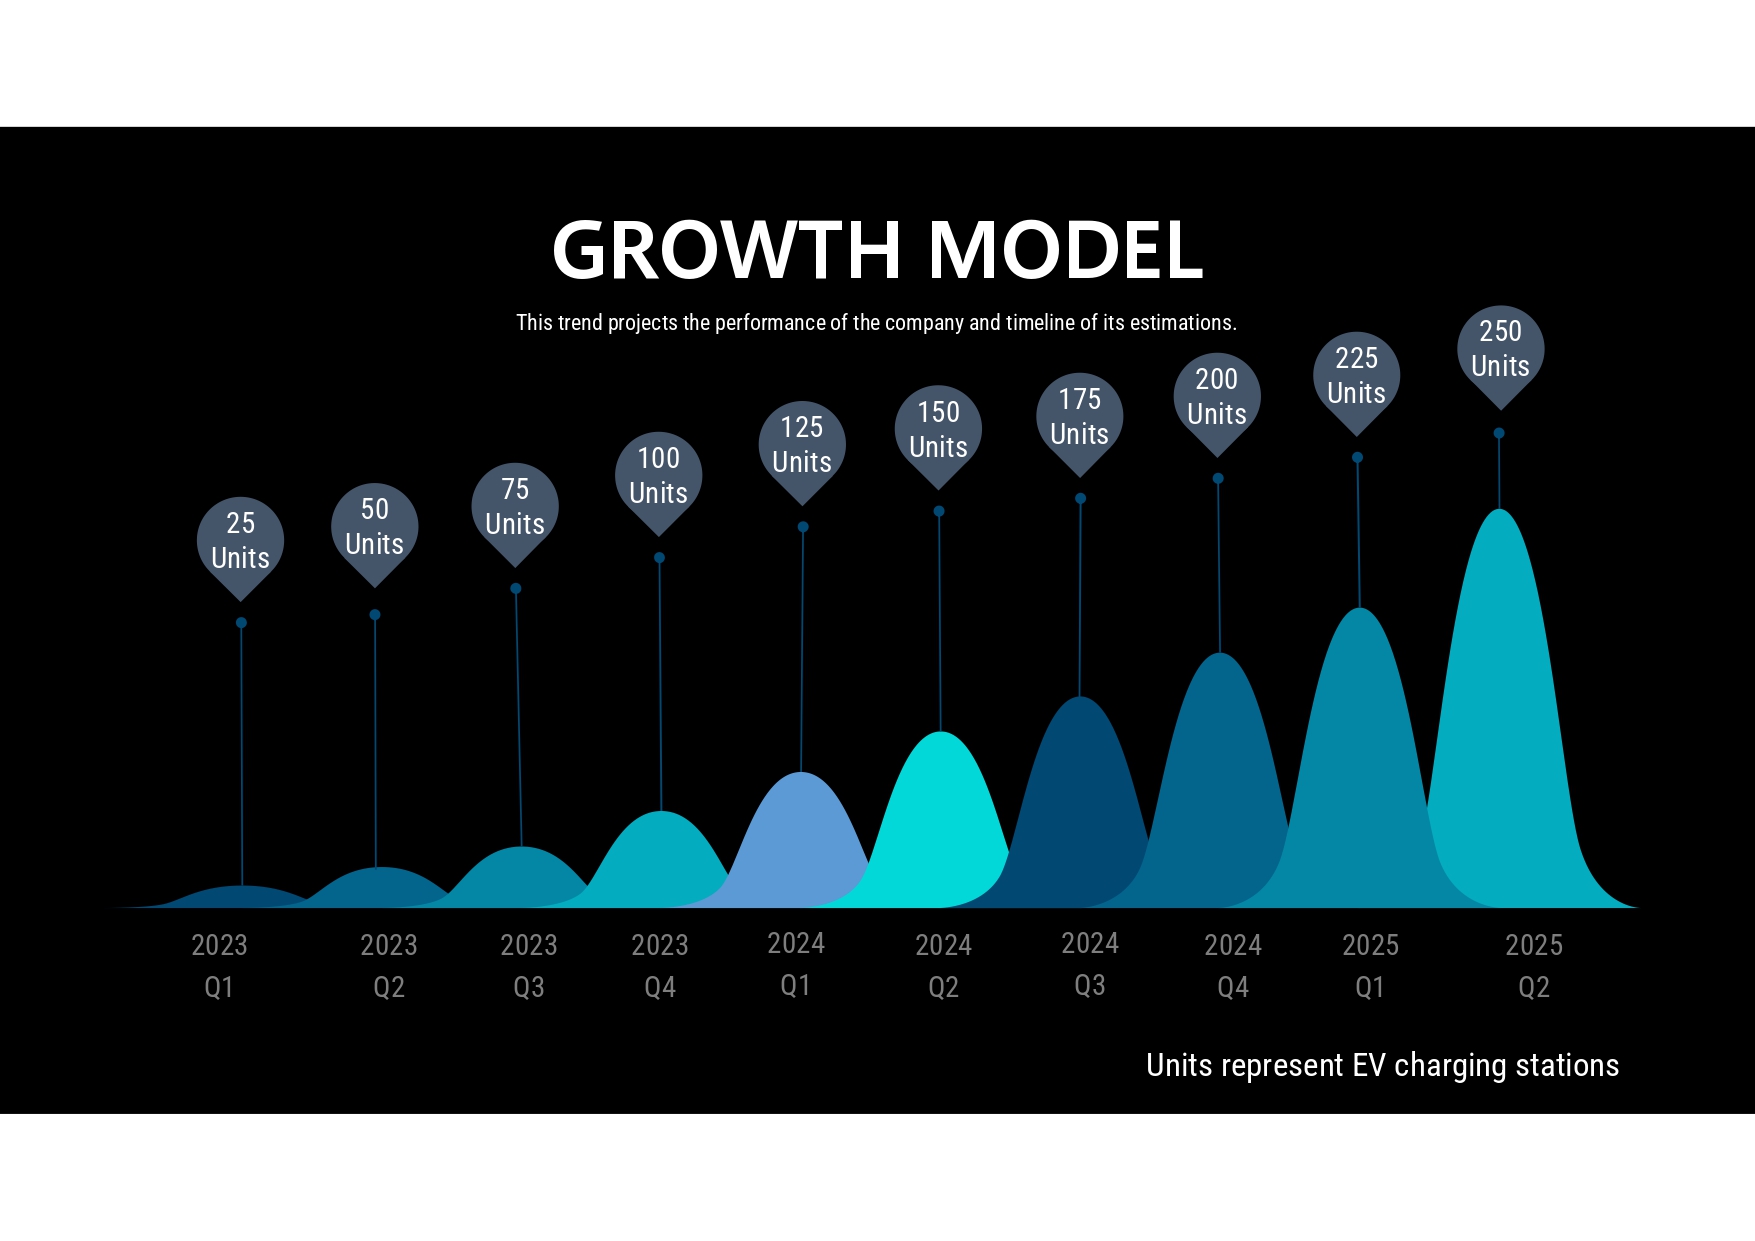 GROWTH MODEL
This trend projects the performance of the company and timeline of its estimations.
25
Units
50
Units
75
Units
100
Units
125
Units
150
Units
175
Units
200
Units
225
Units
250
Units
2023
Q1
2023
Q2
2023
Q3
2023
Q4
2024
Q1
2024
Q2
2024
Q3
2024
Q4
2025
Q1
2025
Q2
Units represent EV charging stations